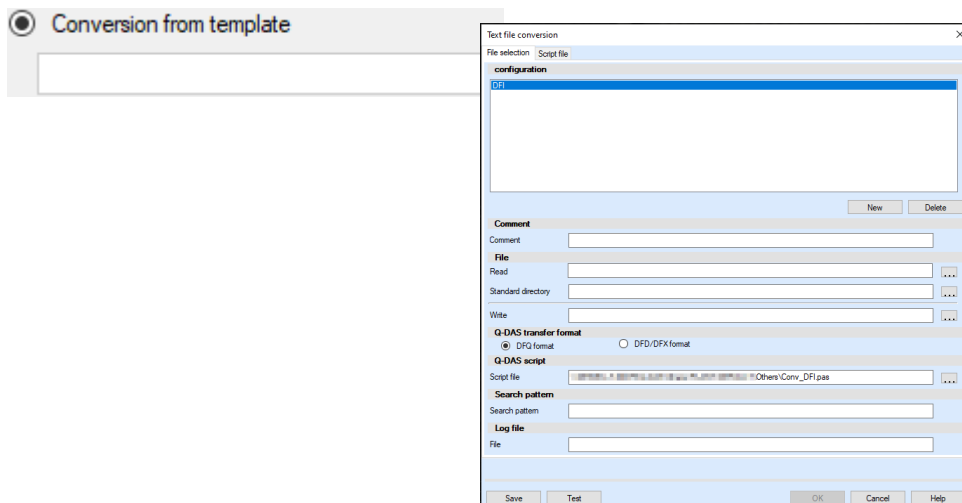 Conversion from template
Text file conversion
File selection Script file
configuration
DFI
New Delete
Comment
Comment
File
Read ...
Standard directory ...
Write ...
Q-DAS transfer format
DFQ format DFD/DFX format
Q-DAS script
Script file Others\Conv_DFI.pas ...
Search pattern
Search pattern
Log file
File
Save Test OK Cancel Help